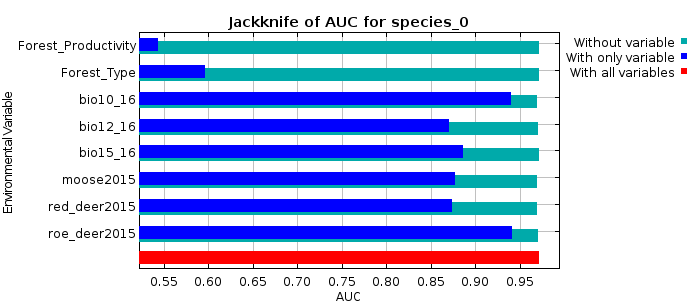 Jackknife of AUC for species_0
Environmental Variable
Forest_Productivity
Forest_Type
bio10_16
bio12_16
bio15_16
moose2015
red_deer2015
roe_deer2015
0.55 0.60 0.65 0.70 0.75 0.80 0.85 0.90 0.95
AUC
Without variable
With only variable
With all variables